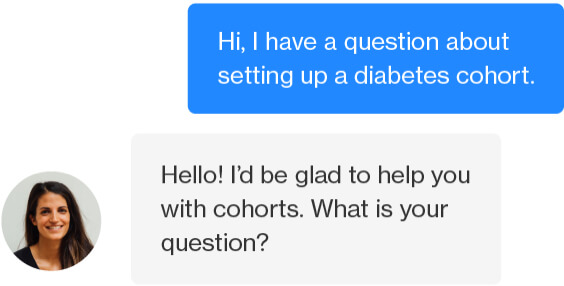 Hi, I have a question about
setting up a diabetes cohort.
Hello! I’d be glad to help you
with cohorts. What is your
question?